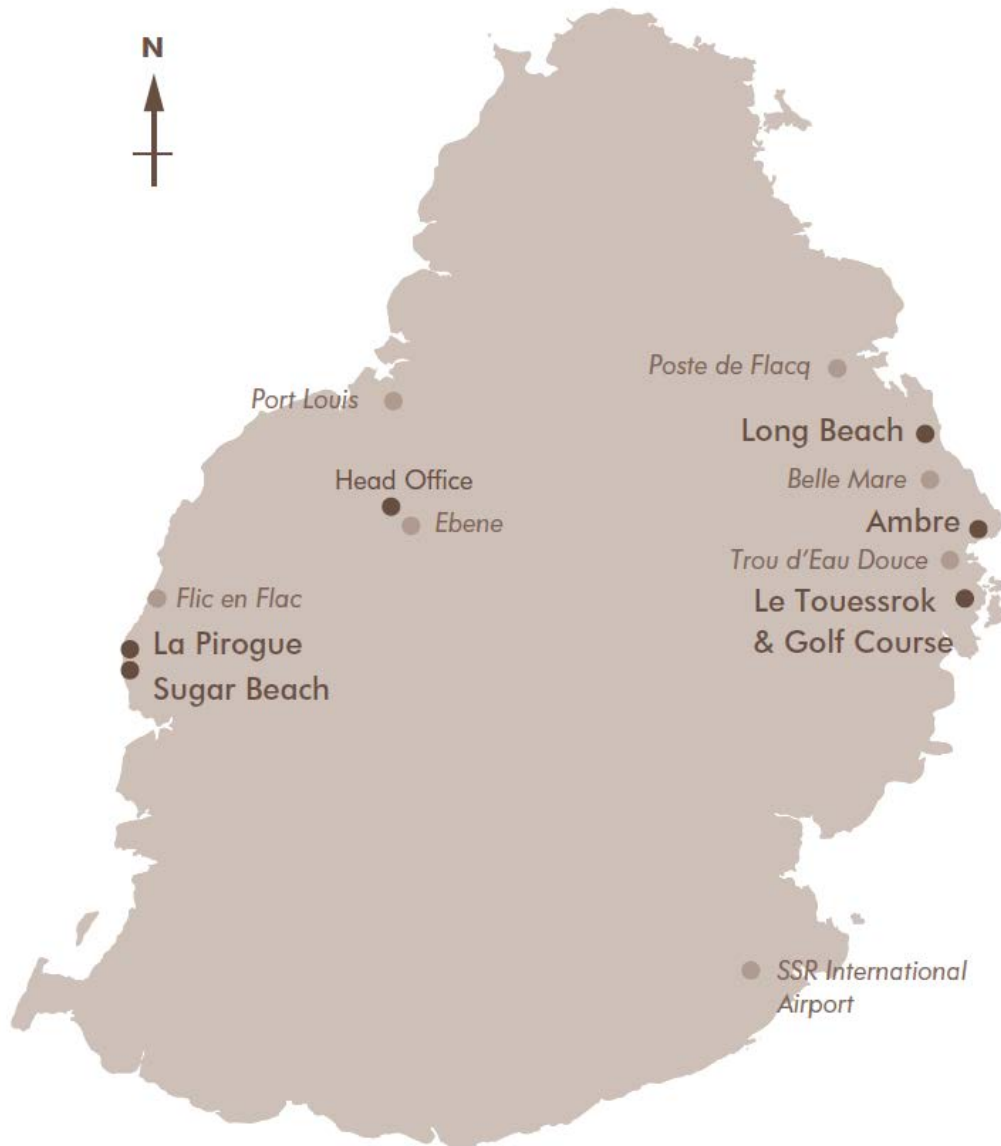 N
Poste de Flacq
Port Louis
Long Beach
Head Office
Belle Mare
Ebene
Ambre
Trou d'Eau Douce
Flic en Flac
Le Touessrok
& Golf Course
La Pirogue
Sugar Beach
SSR International
Airport